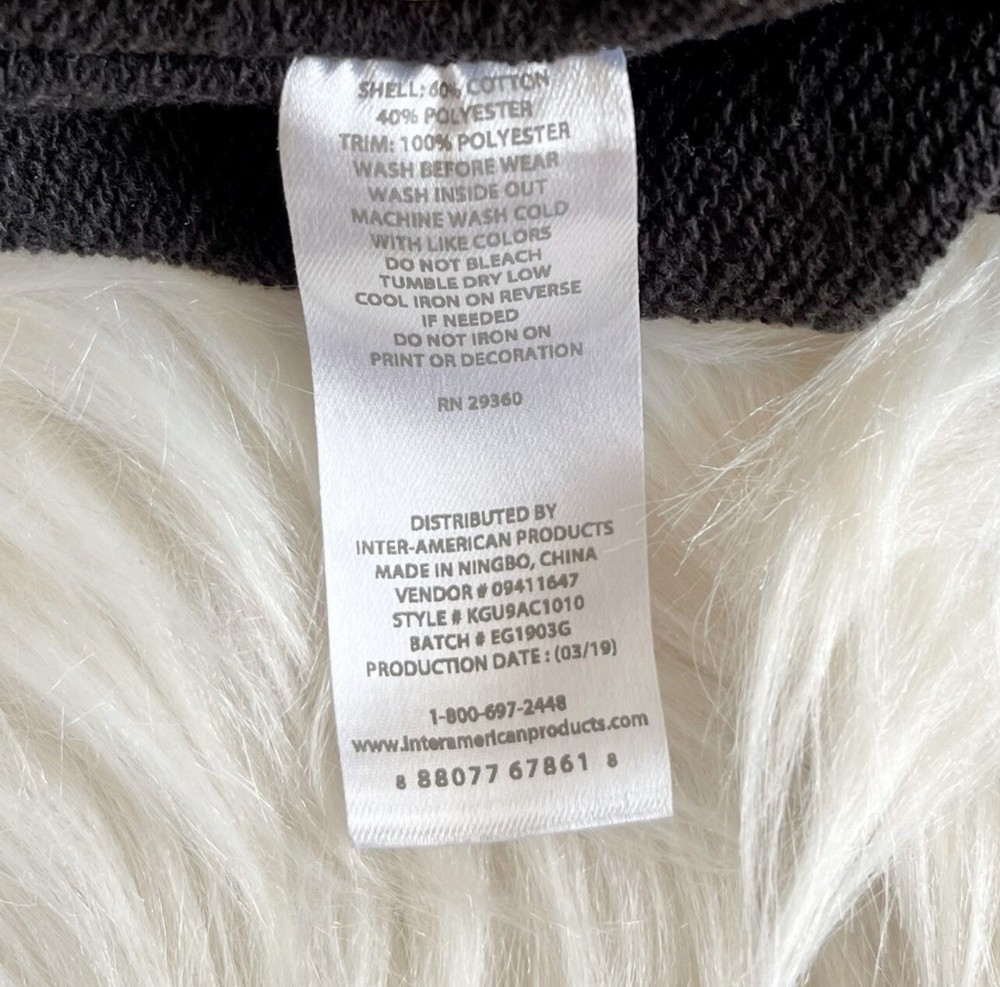 SHELL: 60% COTTON
40% POLYESTER
TRIM: 100% POLYESTER
WASH BEFORE WEAR
WASH INSIDE OUT
MACHINE WASH COLD
WITH LIKE COLORS
DO NOT BLEACH
TUMBLE DRY LOW
COOL IRON ON REVERSE
IF NEEDED
DO NOT IRON ON
PRINT OR DECORATION
RN 29360
DISTRIBUTED BY
INTER-AMERICAN PRODUCTS
MADE IN NINGBO, CHINA
VENDOR # 09411647
STYLE # KGU9AC1010
BATCH # EG1903G
PRODUCTION DATE : (03/19)
1-800-697-2448
www.interamericanproducts.com
8 88077 67861 8